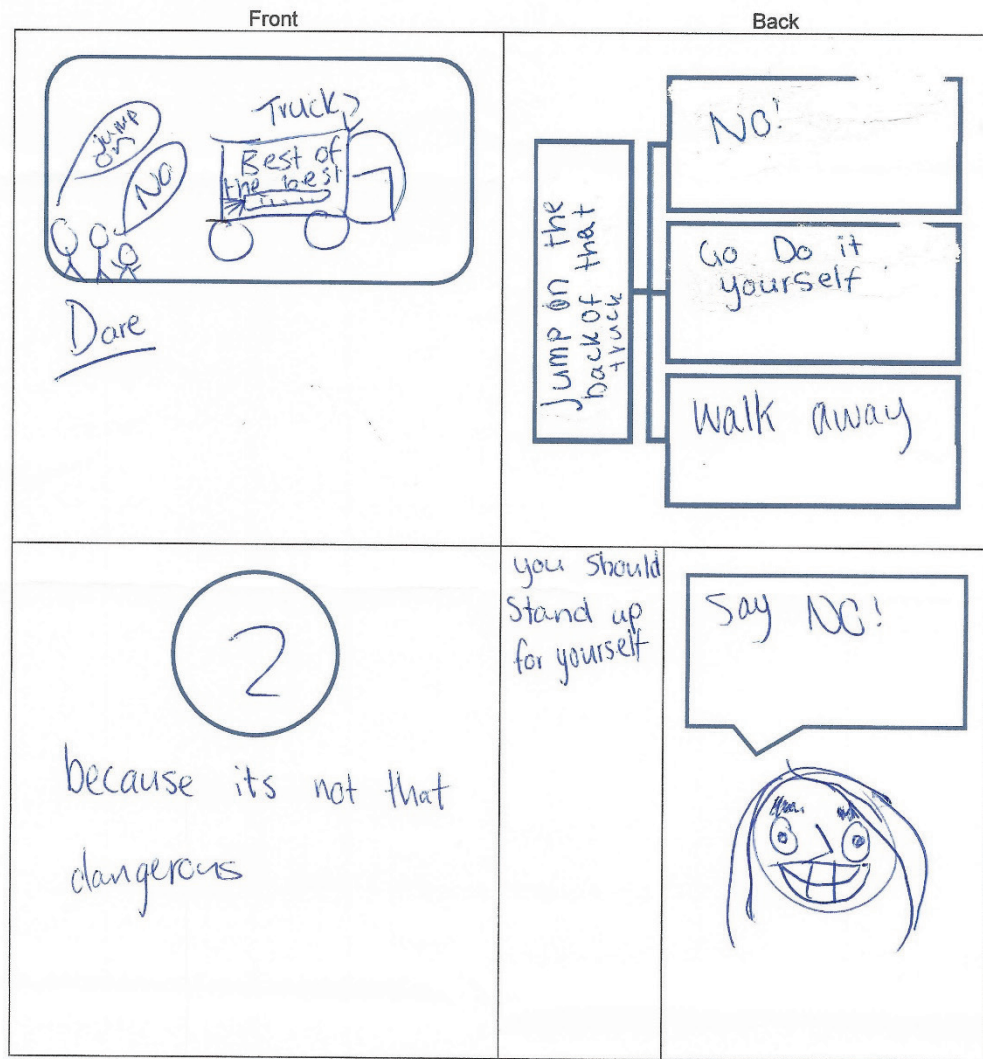 Front
Back
jump
on
No
Truck
Best of
the best
Dare
Jump on the
back of that
truck
NO!
Go Do it
yourself
Walk away
2
because its not that
dangerous
you should
Stand up
for yourself
Say NO!